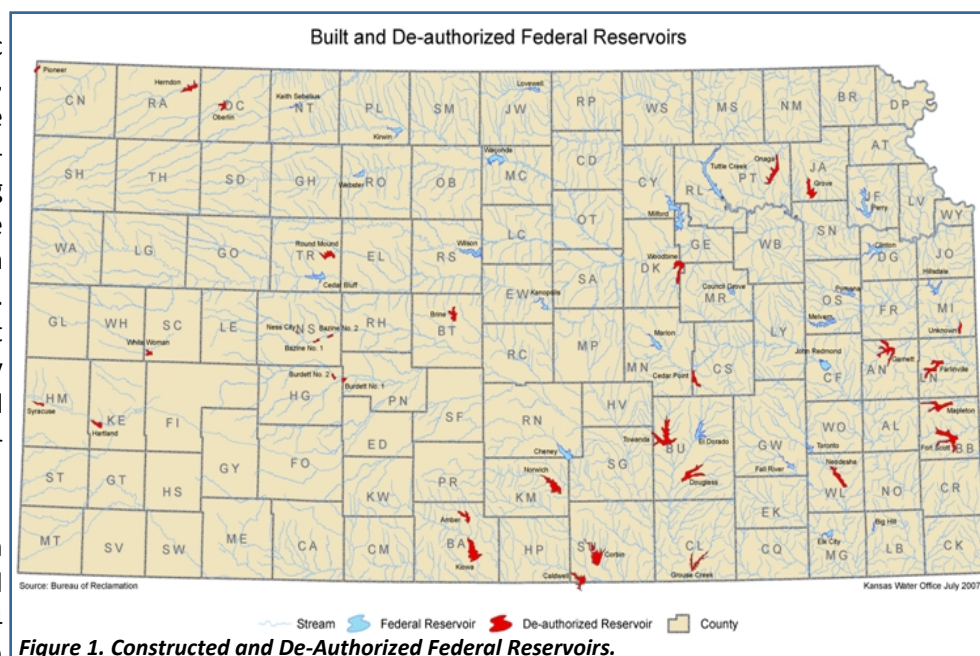 Built and De-authorized Federal Reservoirs
Pioneer
CN
Herndon
RA
DC
Oberlin
Keith Sebelius
NT
PL
Kirwin
SM
Lovewell
JW
RP
WS
MS
NM
BR
DP
SH
TH
SD
GH
Webster
RO
OB
Waconda
MC
CD
CY
RL
Tuttle Creek
PT
Onaga
JA
Grove
AT
JF
Perry
LV
WY
WA
LG
GO
Round Mound
TR
Cedar Bluff
EL
Wilson
RS
LC
OT
Milford
GE
WB
SN
Clinton
DG
JO
Hillsdale
GL
WH
SC
White Woman
LE
Ness City
NS
Bazine No. 2
Bazine No. 1
RH
Brine
BT
EW
Kanopolis
SA
DK
Woodbine
Council Grove
MR
Pomona
OS
Melvern
FR
MI
Unknown
RC
MP
Marion
MN
Cedar Point
CS
LY
John Redmond
CF
AN
Garnett
LN
Farlinville
HM
Syracuse
KE
Hartland
FI
HG
Burdett No. 2
Burdett No. 1
PN
SF
RN
HV
Towanda
BU
El Dorado
Douglass
GW
Fall River
WO
Toronto
AL
Mapleton
Fort Scott
BB
ST
GT
HS
GY
FO
ED
KW
PR
Cheney
Norwich
KM
SG
EK
Neodesha
WL
NO
CR
MT
SV
SW
ME
CA
CM
Amber
BA
Kiowa
HP
Corbin
Caldwell
CL
Grouse Creek
CQ
Elk City
MG
Big Hill
LB
CK
Source: Bureau of Reclamation
Kansas Water Office July 2007
Stream Federal Reservoir De-authorized Reservoir County
Figure 1. Constructed and De-Authorized Federal Reservoirs.